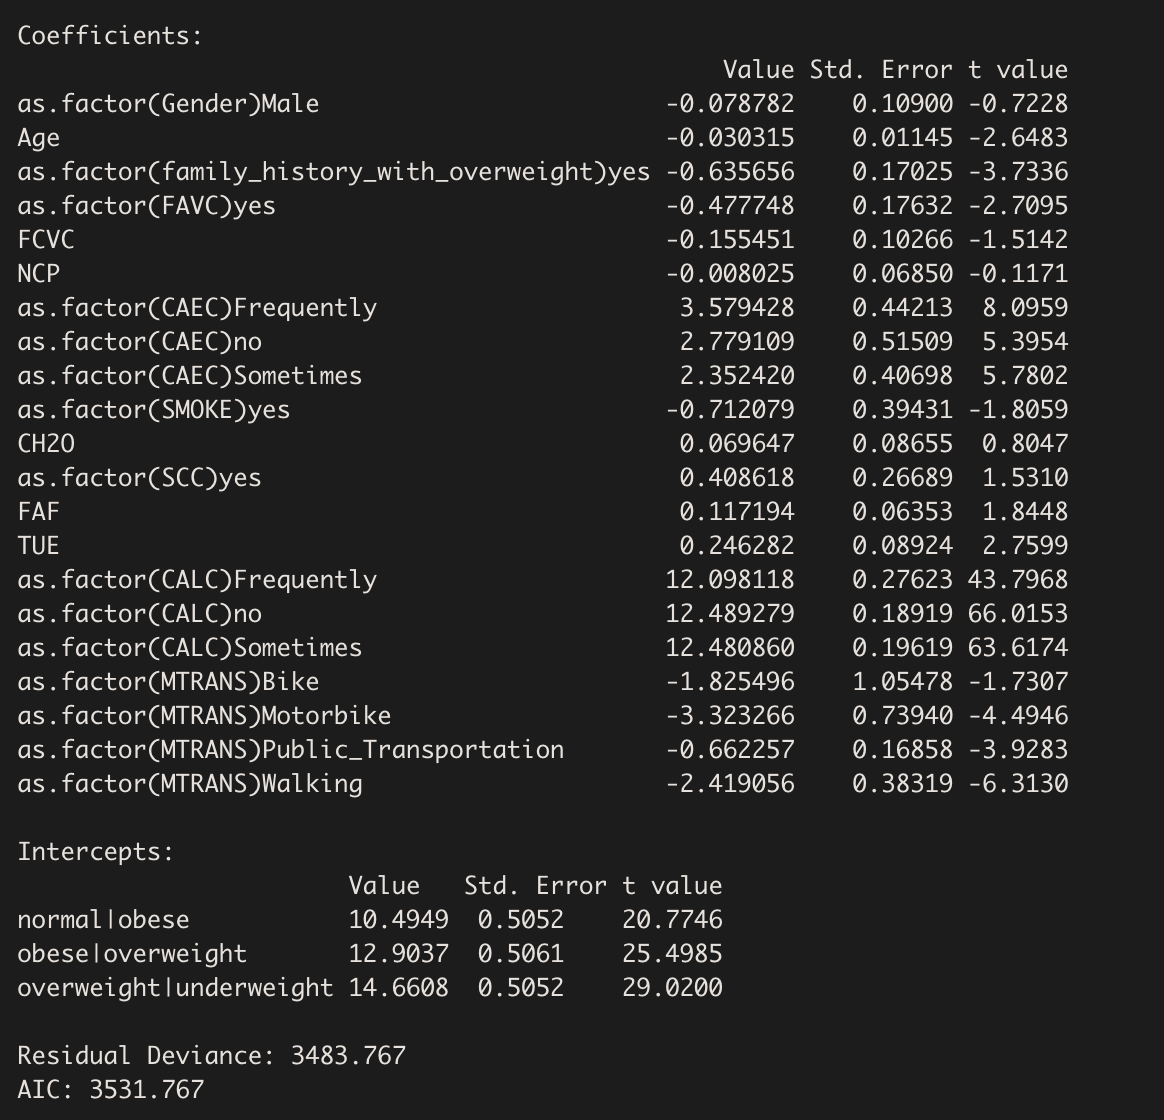 Coefficients:
Value Std. Error t value
as.factor(Gender)Male -0.078782 0.10900 -0.7228
Age -0.030315 0.01145 -2.6483
as.factor(family_history_with_overweight)yes -0.635656 0.17025 -3.7336
as.factor(FAVC)yes -0.477748 0.17632 -2.7095
FCVC -0.155451 0.10266 -1.5142
NCP -0.008025 0.06850 -0.1171
as.factor(CAEC)Frequently 3.579428 0.44213 8.0959
as.factor(CAEC)no 2.779109 0.51509 5.3954
as.factor(CAEC)Sometimes 2.352420 0.40698 5.7802
as.factor(SMOKE)yes -0.712079 0.39431 -1.8059
CH2O 0.069647 0.08655 0.8047
as.factor(SCC)yes 0.408618 0.26689 1.5310
FAF 0.117194 0.06353 1.8448
TUE 0.246282 0.08924 2.7599
as.factor(CALC)Frequently 12.098118 0.27623 43.7968
as.factor(CALC)no 12.489279 0.18919 66.0153
as.factor(CALC)Sometimes 12.480860 0.19619 63.6174
as.factor(MTRANS)Bike -1.825496 1.05478 -1.7307
as.factor(MTRANS)Motorbike -3.323266 0.73940 -4.4946
as.factor(MTRANS)Public_Transportation -0.662257 0.16858 -3.9283
as.factor(MTRANS)Walking -2.419056 0.38319 -6.3130
Intercepts:
Value Std. Error t value
normal|obese 10.4949 0.5052 20.7746
obese|overweight 12.9037 0.5061 25.4985
overweight|underweight 14.6608 0.5052 29.0200
Residual Deviance: 3483.767
AIC: 3531.767